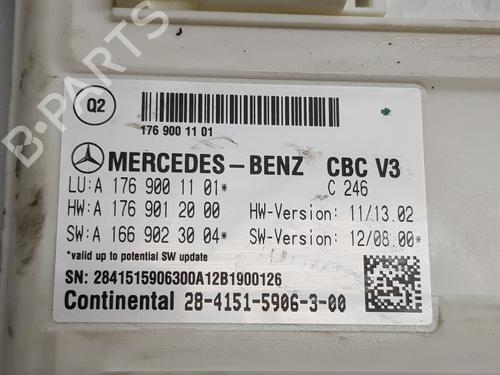 Q2
176 900 11 01
MERCEDES-BENZ CBC V3
LU: A 176 900 11 01* C 246
HW: A 176 901 20 00 HW-Version: 11/13.02
SW: A 166 902 30 04* SW-Version: 12/08.00*
*valid up to potential SW update
SN: 2841515906300A12B1900126
Continental 28-4151-5906-3-00
B-PARTS